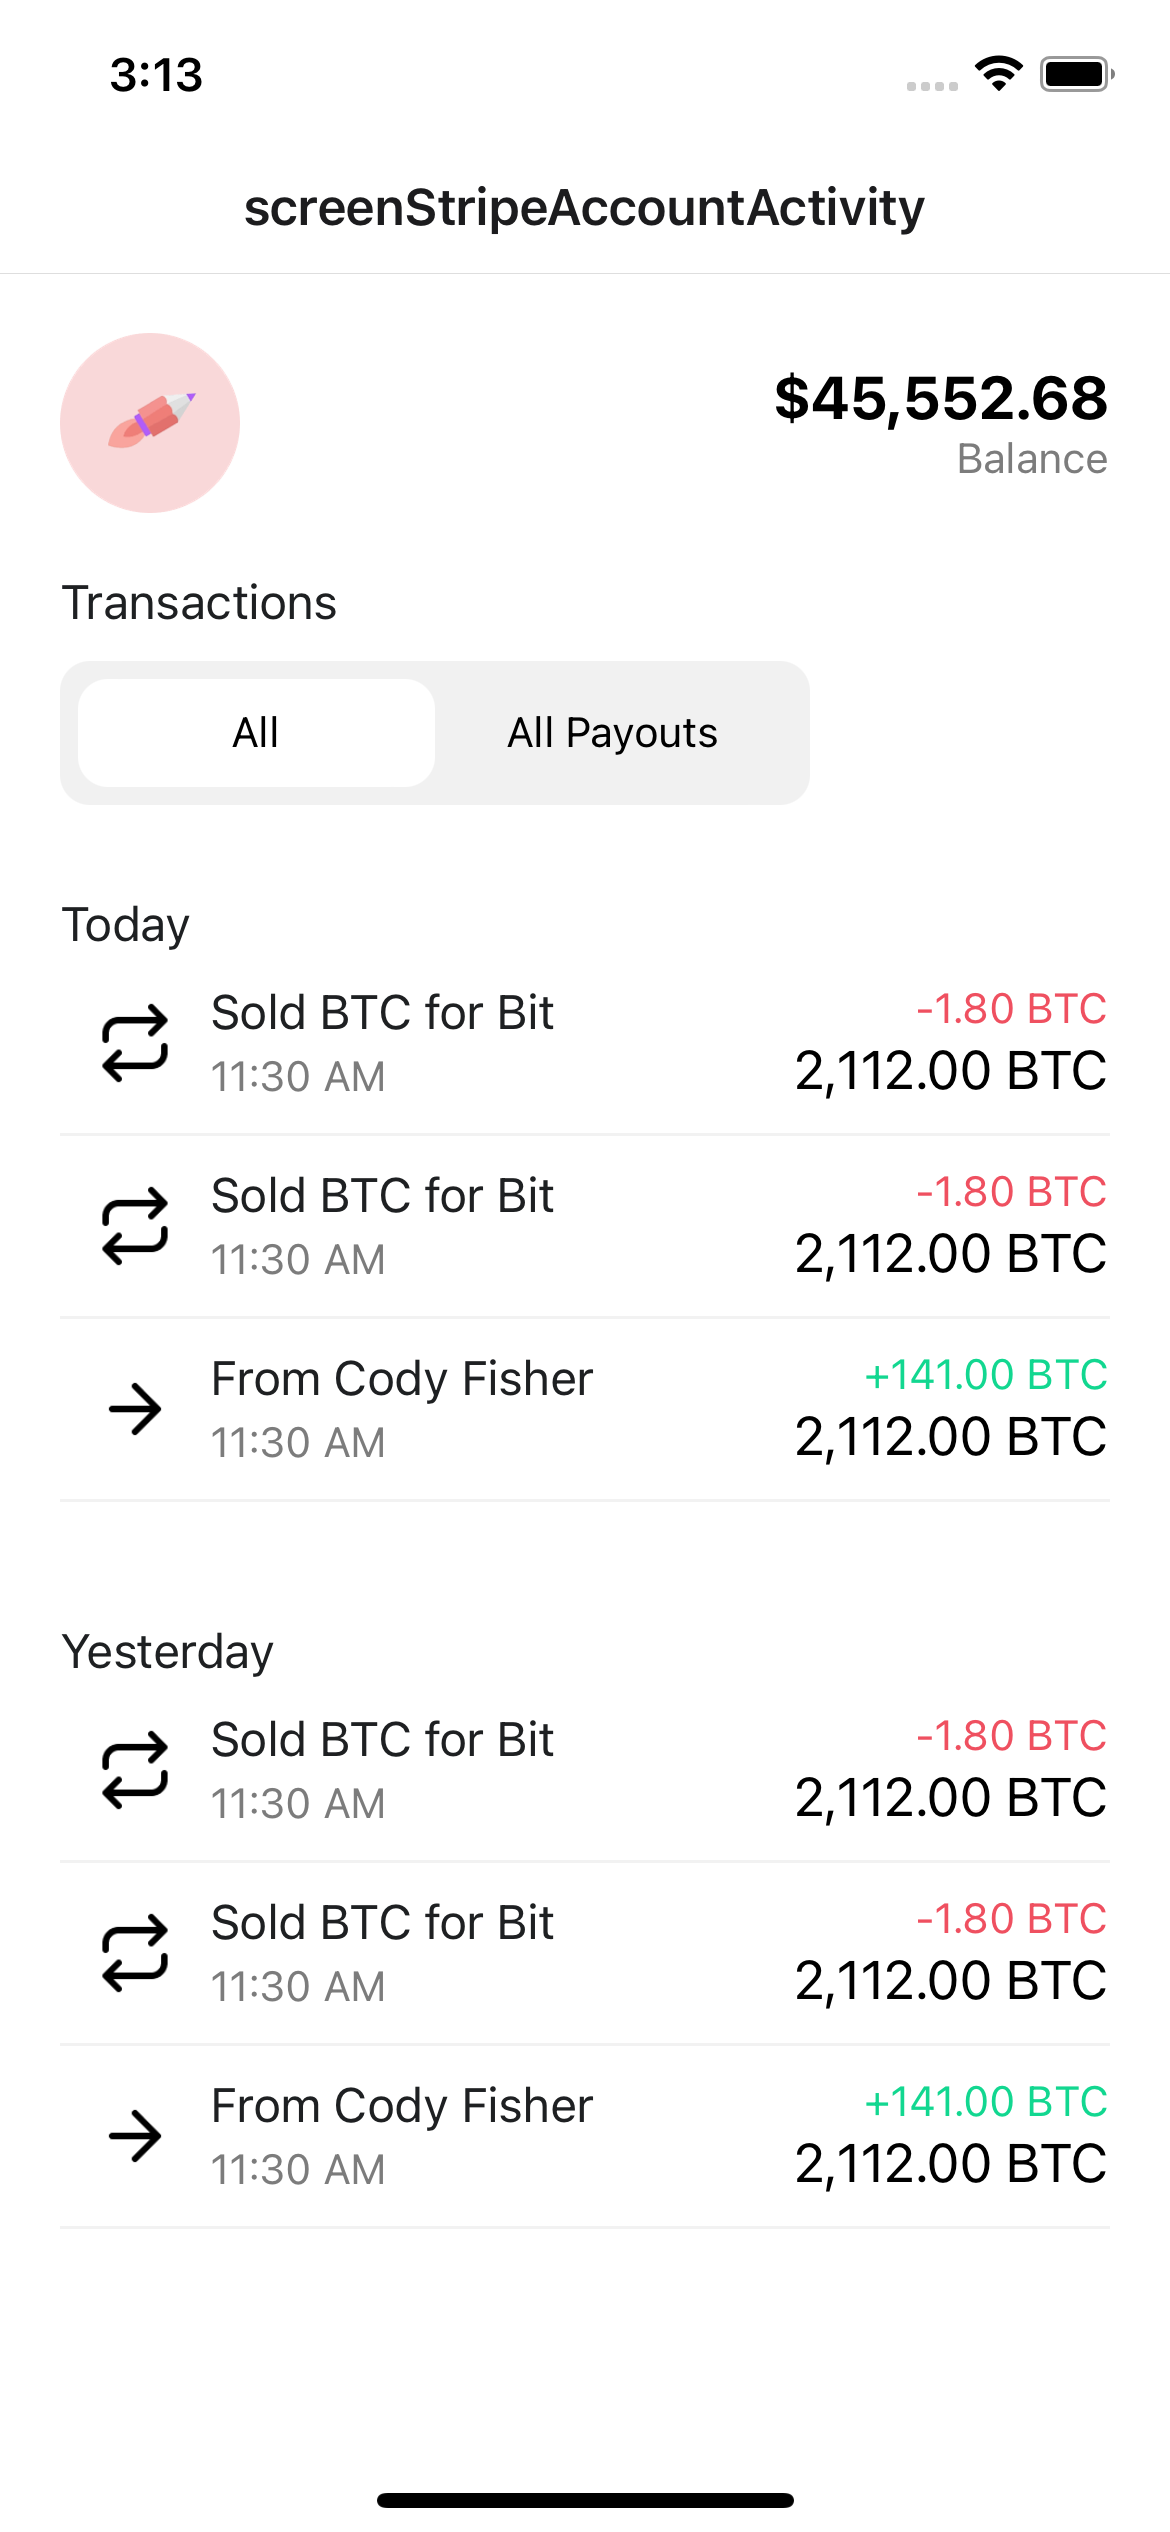 3:13
screenStripeAccountActivity
$45,552.68
Balance
Transactions
All
All Payouts
Today
Sold BTC for Bit
-1.80 BTC
11:30 AM
2,112.00 BTC
Sold BTC for Bit
-1.80 BTC
11:30 AM
2,112.00 BTC
From Cody Fisher
+141.00 BTC
11:30 AM
2,112.00 BTC
Yesterday
Sold BTC for Bit
-1.80 BTC
11:30 AM
2,112.00 BTC
Sold BTC for Bit
-1.80 BTC
11:30 AM
2,112.00 BTC
From Cody Fisher
+141.00 BTC
11:30 AM
2,112.00 BTC